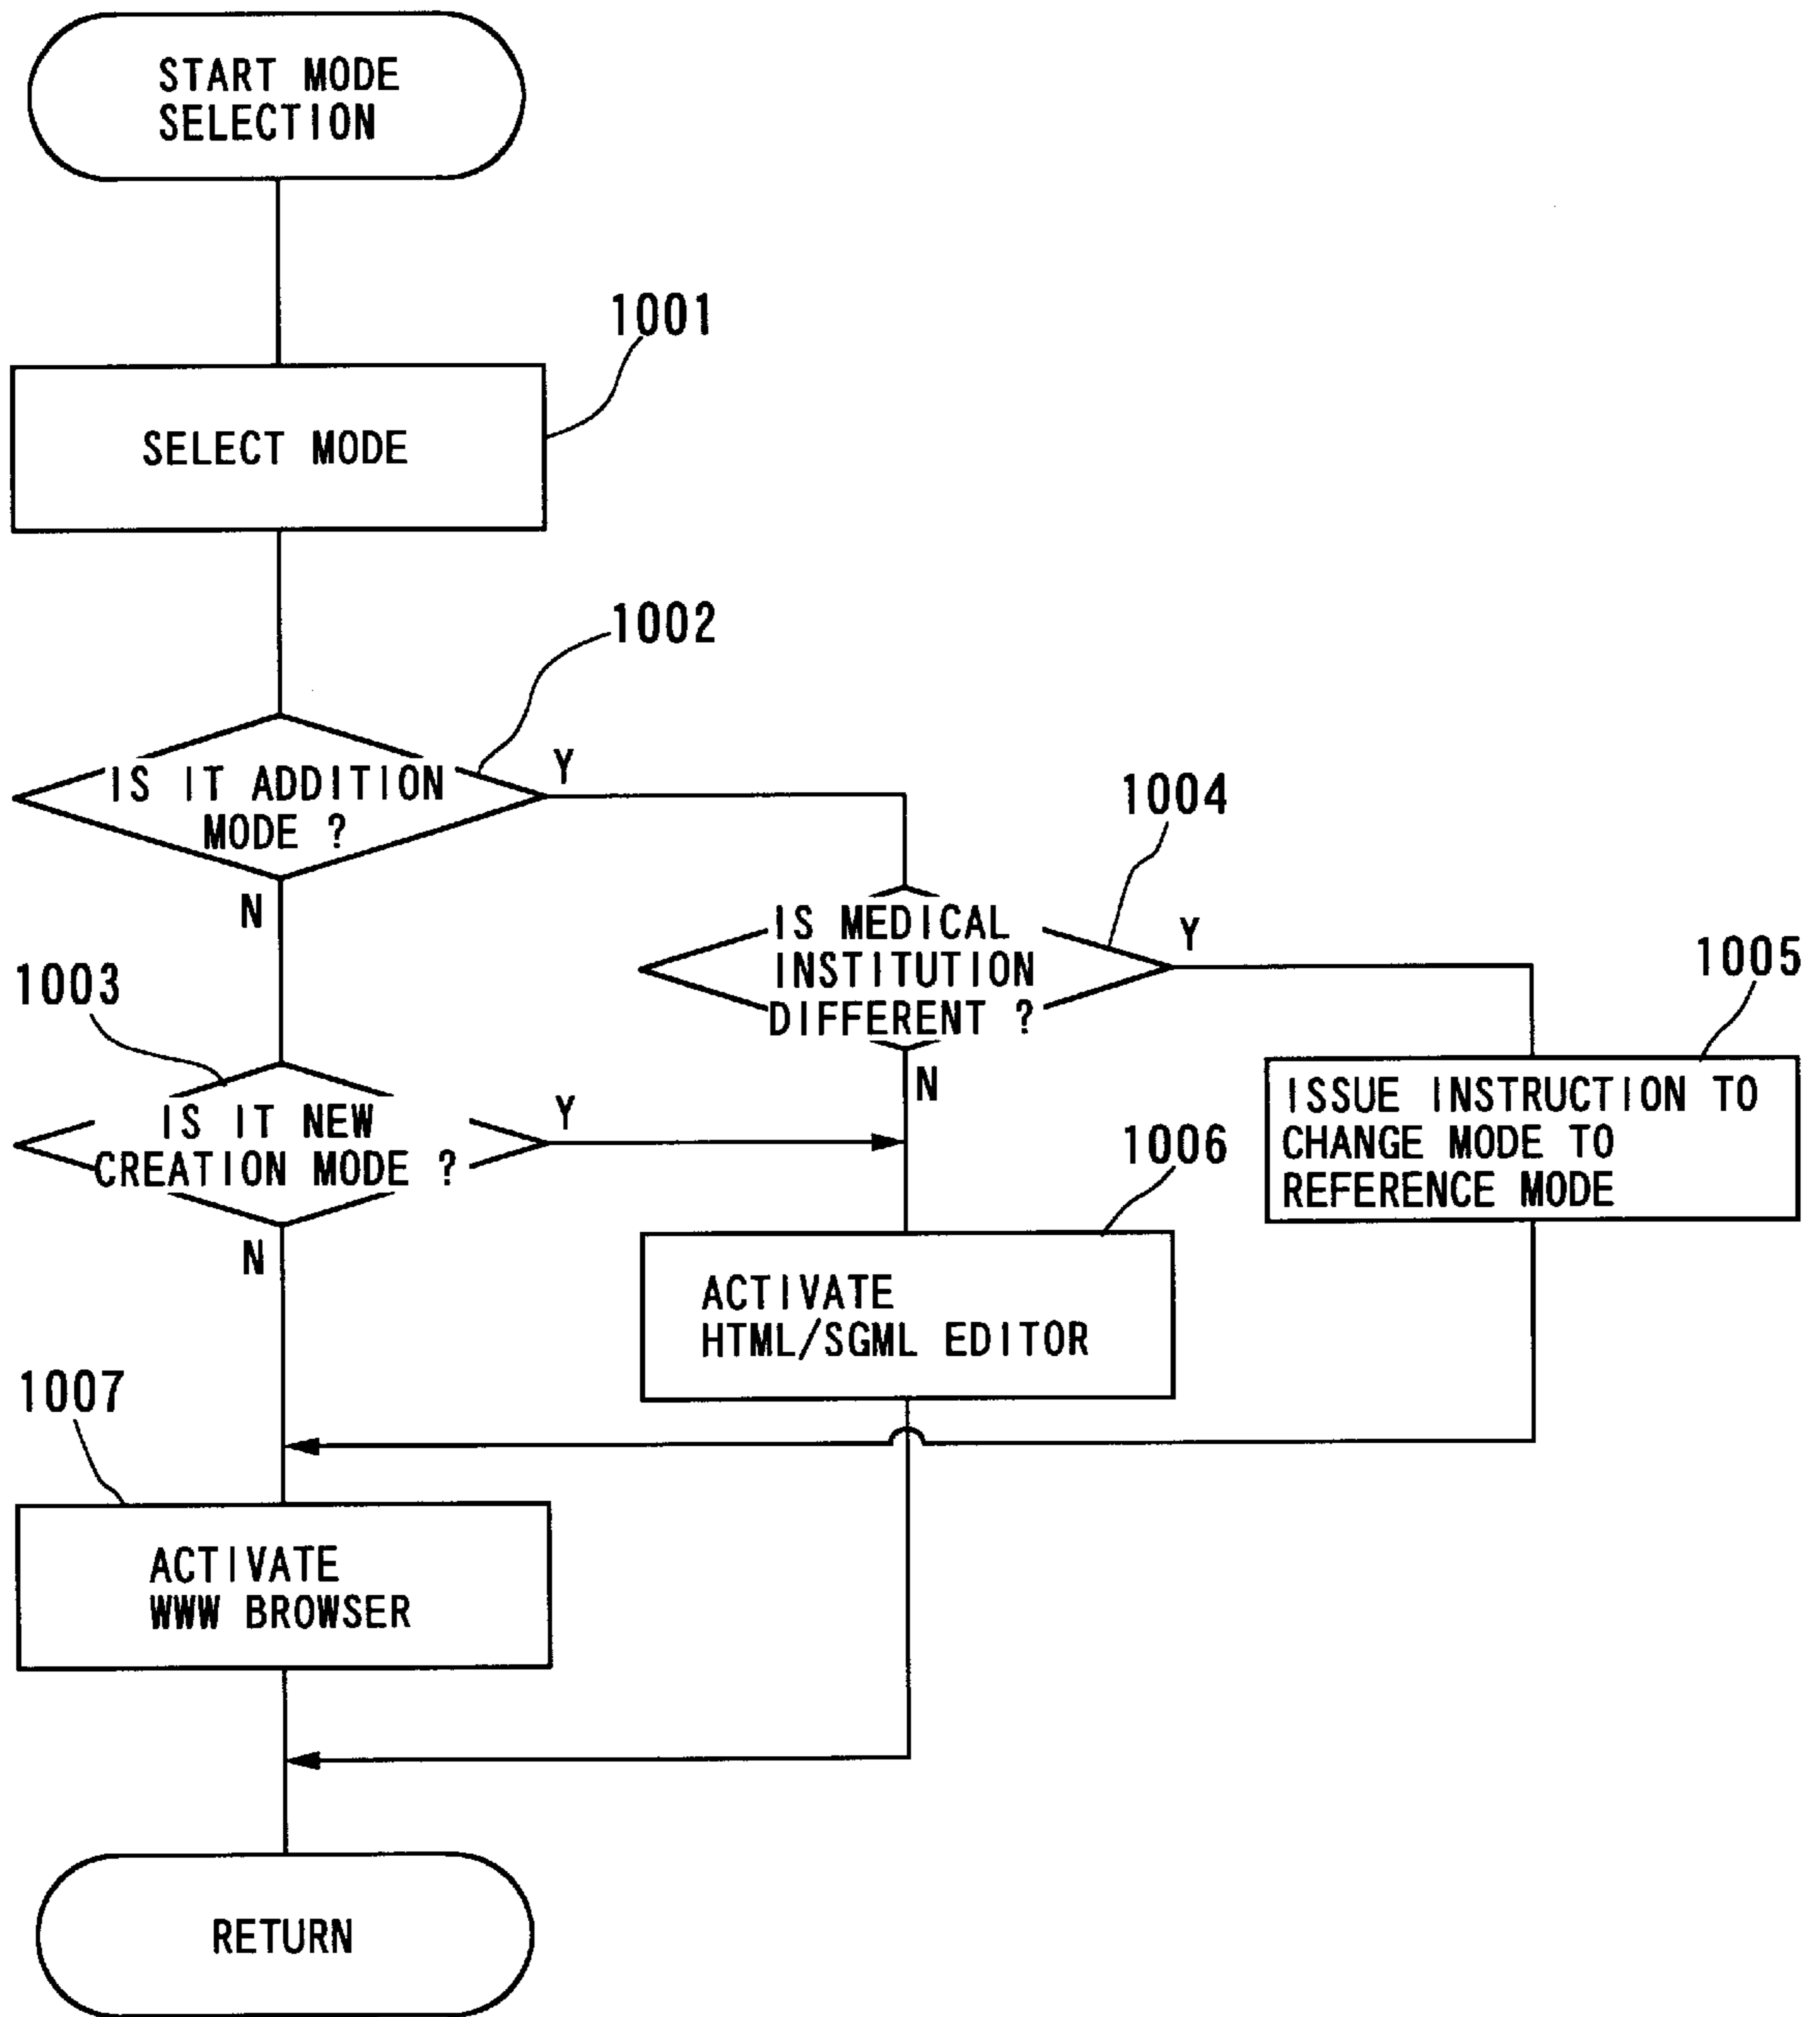 START MODE
SELECTION
1001
SELECT MODE
1002
IS IT ADDITION
MODE ?
Y
N
1004
IS MEDICAL
INSTITUTION
DIFFERENT ?
Y
N
1003
IS IT NEW
CREATION MODE ?
Y
N
1005
ISSUE INSTRUCTION TO
CHANGE MODE TO
REFERENCE MODE
1006
ACTIVATE
HTML/SGML EDITOR
1007
ACTIVATE
WWW BROWSER
RETURN